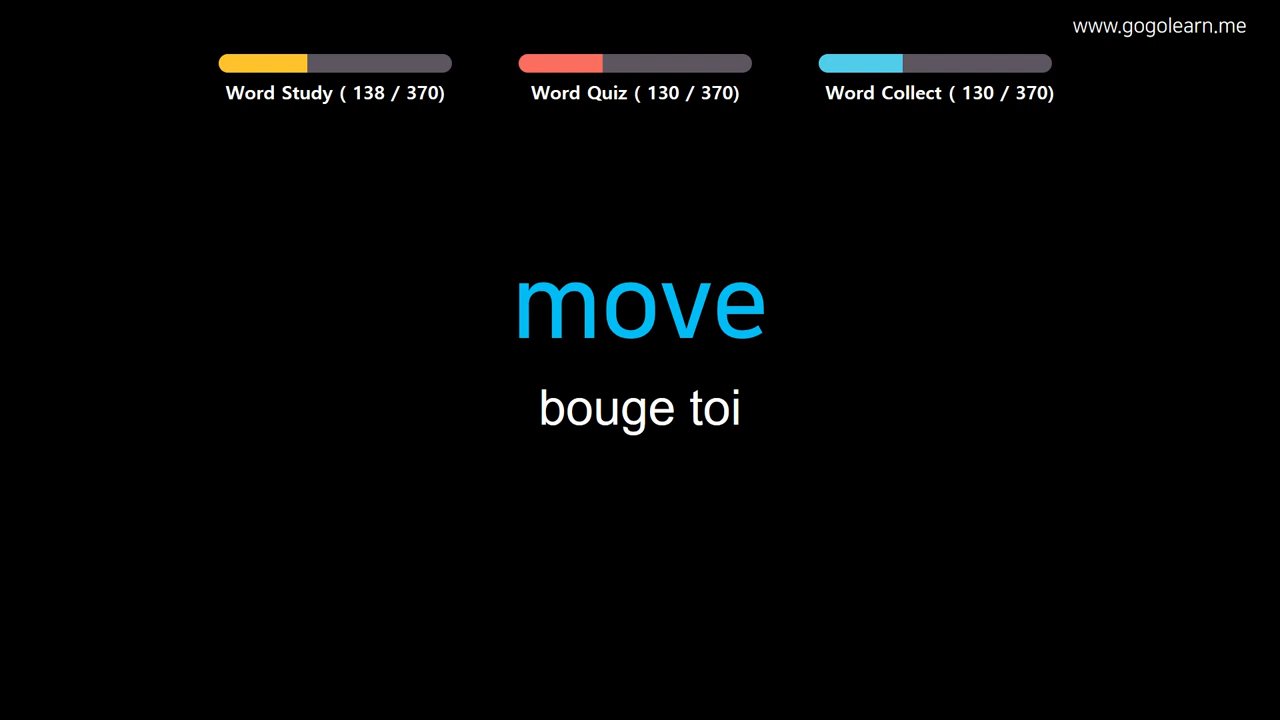 www.gogolearn.me
Word Study ( 138 / 370)
Word Quiz ( 130 / 370)
Word Collect ( 130 / 370)
move
bouge toi